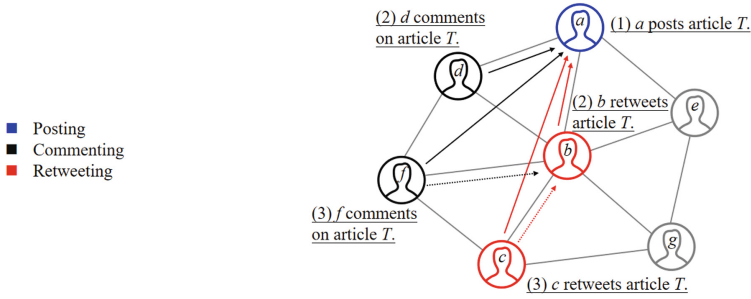 (2) d comments
on article T.
a
(1) a posts article T.
d
(2) b retweets
article T.
e
Posting
Commenting
Retweeting
b
f
(3) f comments
on article T.
c
g
(3) c retweets article T.